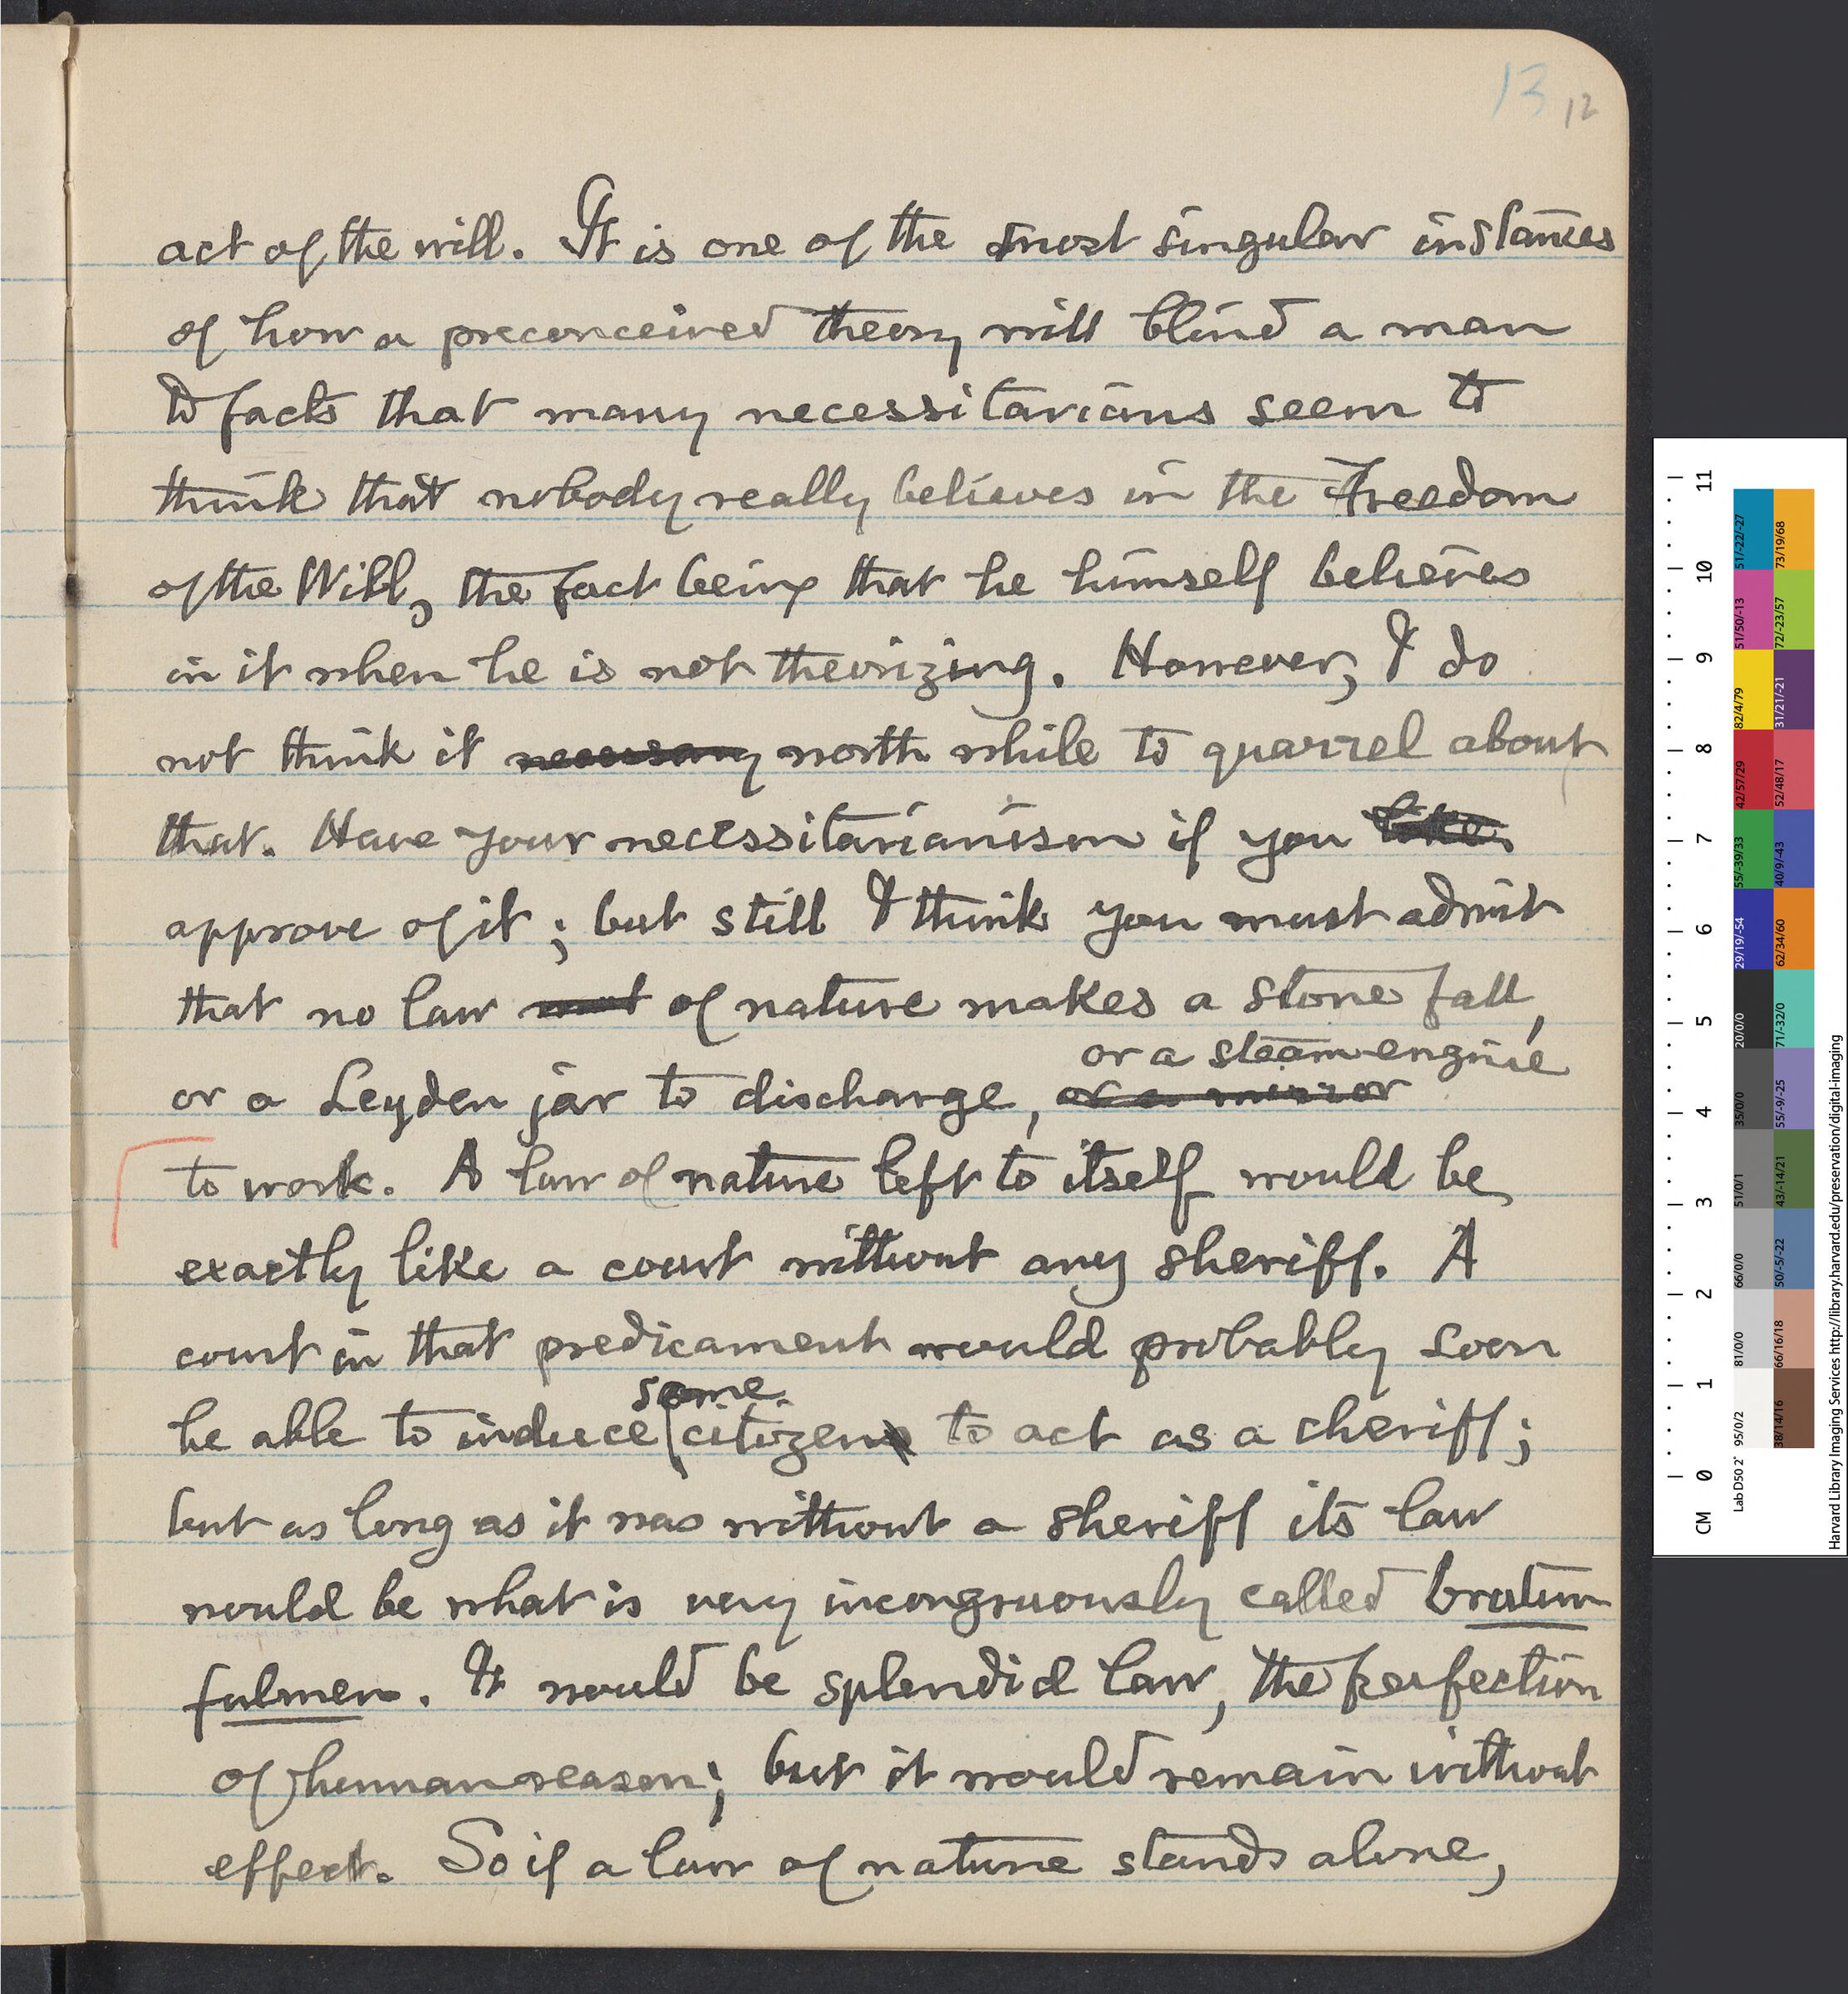 13 12
act of the will. It is one of the most singular instances
of how a preconceived theory will blind a man
to facts that many necessitarians seem to
think that nobody really believes in the Freedom
of the Will, the fact being that he himself believes
in it when he is not theorizing. However, I do
not think it necessary worth while to quarrel about
that. Have your necessitarianism if you like
approve of it; but still I think you must admit
that no law must of nature makes a stone fall,
or a steam-engine
or a Leyden jar to discharge, or a mirror
to work. A law of nature left to itself would be
exactly like a court without any sheriff. A
court in that predicament would probably soon
some
be able to induce citizens to act as a sheriff;
but as long as it was without a sheriff its law
would be what is very incongruously called brutum
fulmen. It would be splendid law, the perfection
of human reason; but it would remain without
effect. So if a law of nature stands alone,
CM 0 1 2 3 4 5 6 7 8 9 10 11
Lab D50 2° 95/0/2 81/0/0 66/0/0 51/0/1 35/0/0 20/0/0 29/19/-54 55/-39/33 42/57/29 82/4/79 51/50/-13 51/-22/-27
38/14/16 66/16/18 50/-5/-22 43/-14/21 55/-9/-25 71/-32/0 62/34/60 40/9/-43 52/48/17 31/21/-21 72/-23/57 73/19/68
Harvard Library Imaging Services http://library.harvard.edu/preservation/digital-imaging